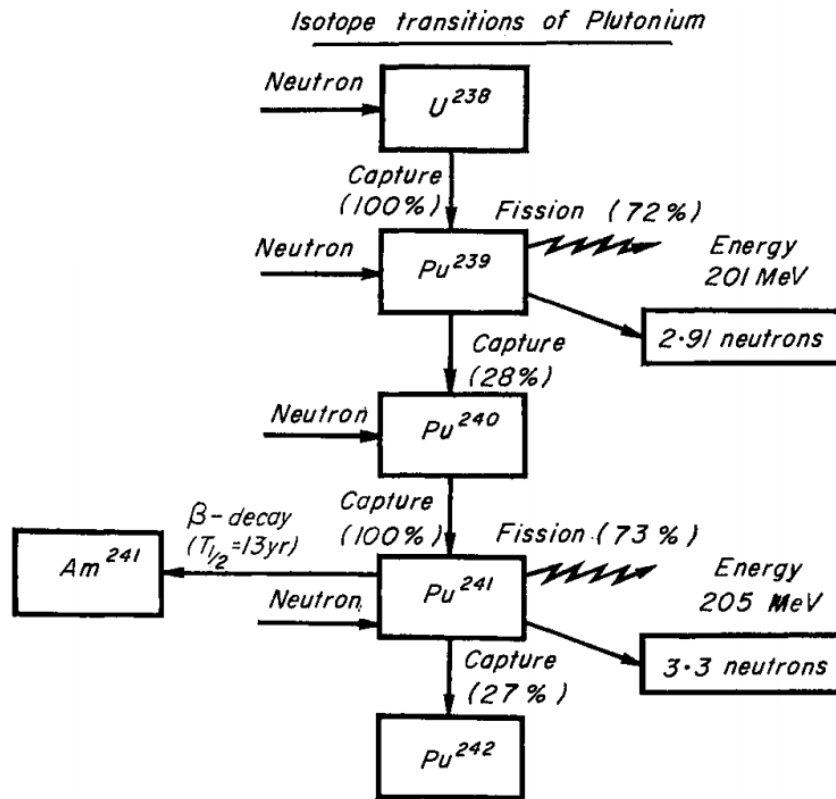 Isotope transitions of Plutonium
Neutron
U²³⁸
Capture
(100%)
Fission (72%)
Neutron
Pu²³⁹
Energy
201 MeV
2·91 neutrons
Capture
(28%)
Neutron
Pu²⁴⁰
β-decay
(T1/2=13yr)
Capture
(100%)
Fission (73%)
Am²⁴¹
Pu²⁴¹
Neutron
Energy
205 MeV
3·3 neutrons
Capture
(27%)
Pu²⁴²